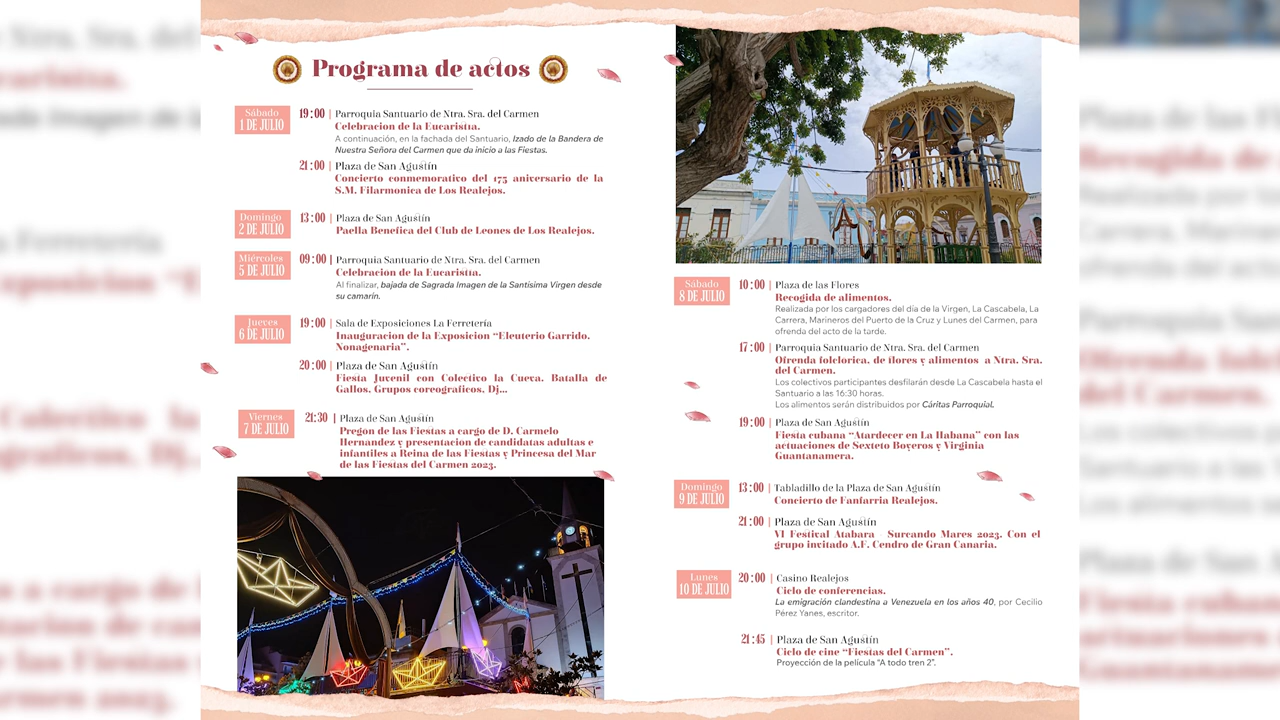 Programa de actos
Sábado
1 DE JULIO
19:00 | Parroquia Santuario de Ntra. Sra. del Carmen
Celebracion de la Eucaristia.
A continuación, en la fachada del Santuario, Izado de la Bandera de
Nuestra Señora del Carmen que da inicio a las Fiestas.
21:00 | Plaza de San Agustín
Concierto conmemorativo del 175 aniversario de la
S.M. Filarmonica de Los Realejos.
Domingo
2 DE JULIO
13:00 | Plaza de San Agustín
Paella Benefica del Club de Leones de Los Realejos.
Miércoles
5 DE JULIO
09:00 | Parroquia Santuario de Ntra. Sra. del Carmen
Celebracion de la Eucaristia.
Al finalizar, bajada de Sagrada Imagen de la Santísima Virgen desde
su camarín.
Jueves
6 DE JULIO
19:00 | Sala de Exposiciones La Ferretería
Inauguracion de la Exposicion “Eleuterio Garrido.
Nonagenaria”.
20:00 | Plaza de San Agustín
Fiesta Juvenil con Colectivo la Cueva. Batalla de
Gallos, Grupos coreograficos, Dj...
Viernes
7 DE JULIO
21:30 | Plaza de San Agustín
Pregon de las Fiestas a cargo de D. Carmelo
Hernandez y presentacion de candidatas adultas e
infantiles a Reina de las Fiestas y Princesa del Mar
de las Fiestas del Carmen 2023.
Sábado
8 DE JULIO
10:00 | Plaza de las Flores
Recogida de alimentos.
Realizada por los cargadores del día de la Virgen, La Cascabela, La
Carrera, Marineros del Puerto de la Cruz y Lunes del Carmen, para
ofrenda del acto de la tarde.
17:00 | Parroquia Santuario de Ntra. Sra. del Carmen
Ofrenda folclorica, de flores y alimentos a Ntra. Sra.
del Carmen.
Los colectivos participantes desfilarán desde La Cascabela hasta el
Santuario a las 16:30 horas.
Los alimentos serán distribuidos por Cáritas Parroquial.
19:00 | Plaza de San Agustín
Fiesta cubana “Atardecer en La Habana” con las
actuaciones de Sexteto Boyeros y Virginia
Guantanamera.
Domingo
9 DE JULIO
13:00 | Tabladillo de la Plaza de San Agustín
Concierto de Fanfarria Realejos.
21:00 | Plaza de San Agustín
VI Festival Atabara Surcando Mares 2023. Con el
grupo invitado A.F. Cendro de Gran Canaria.
Lunes
10 DE JULIO
20:00 | Casino Realejos
Ciclo de conferencias.
La emigración clandestina a Venezuela en los años 40, por Cecilio
Pérez Yanes, escritor.
21:45 | Plaza de San Agustín
Ciclo de cine “Fiestas del Carmen”.
Proyección de la película “A todo tren 2”.